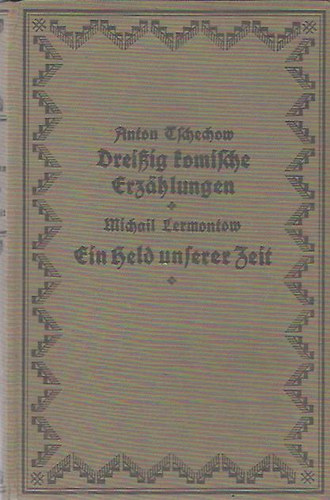 Anton Tschechow
Dreißig komische
Erzählungen
Michail Lermontow
Ein Held unserer Zeit